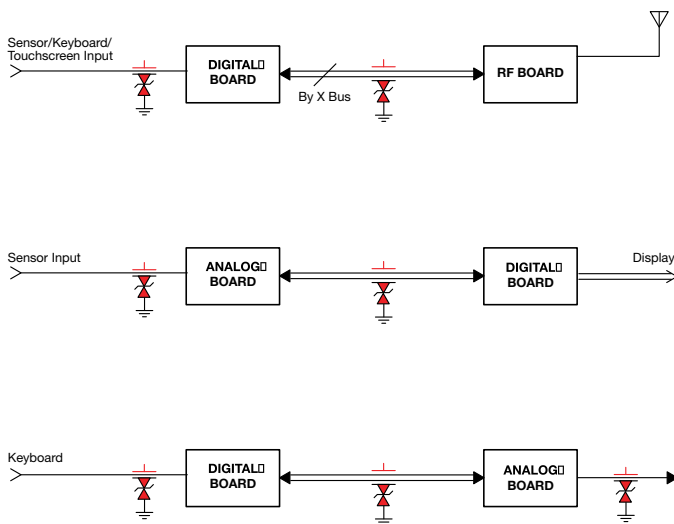 Sensor/Keyboard/
Touchscreen Input
DIGITAL
BOARD
By X Bus
RF BOARD
Sensor Input
ANALOG
BOARD
DIGITAL
BOARD
Display
Keyboard
DIGITAL
BOARD
ANALOG
BOARD